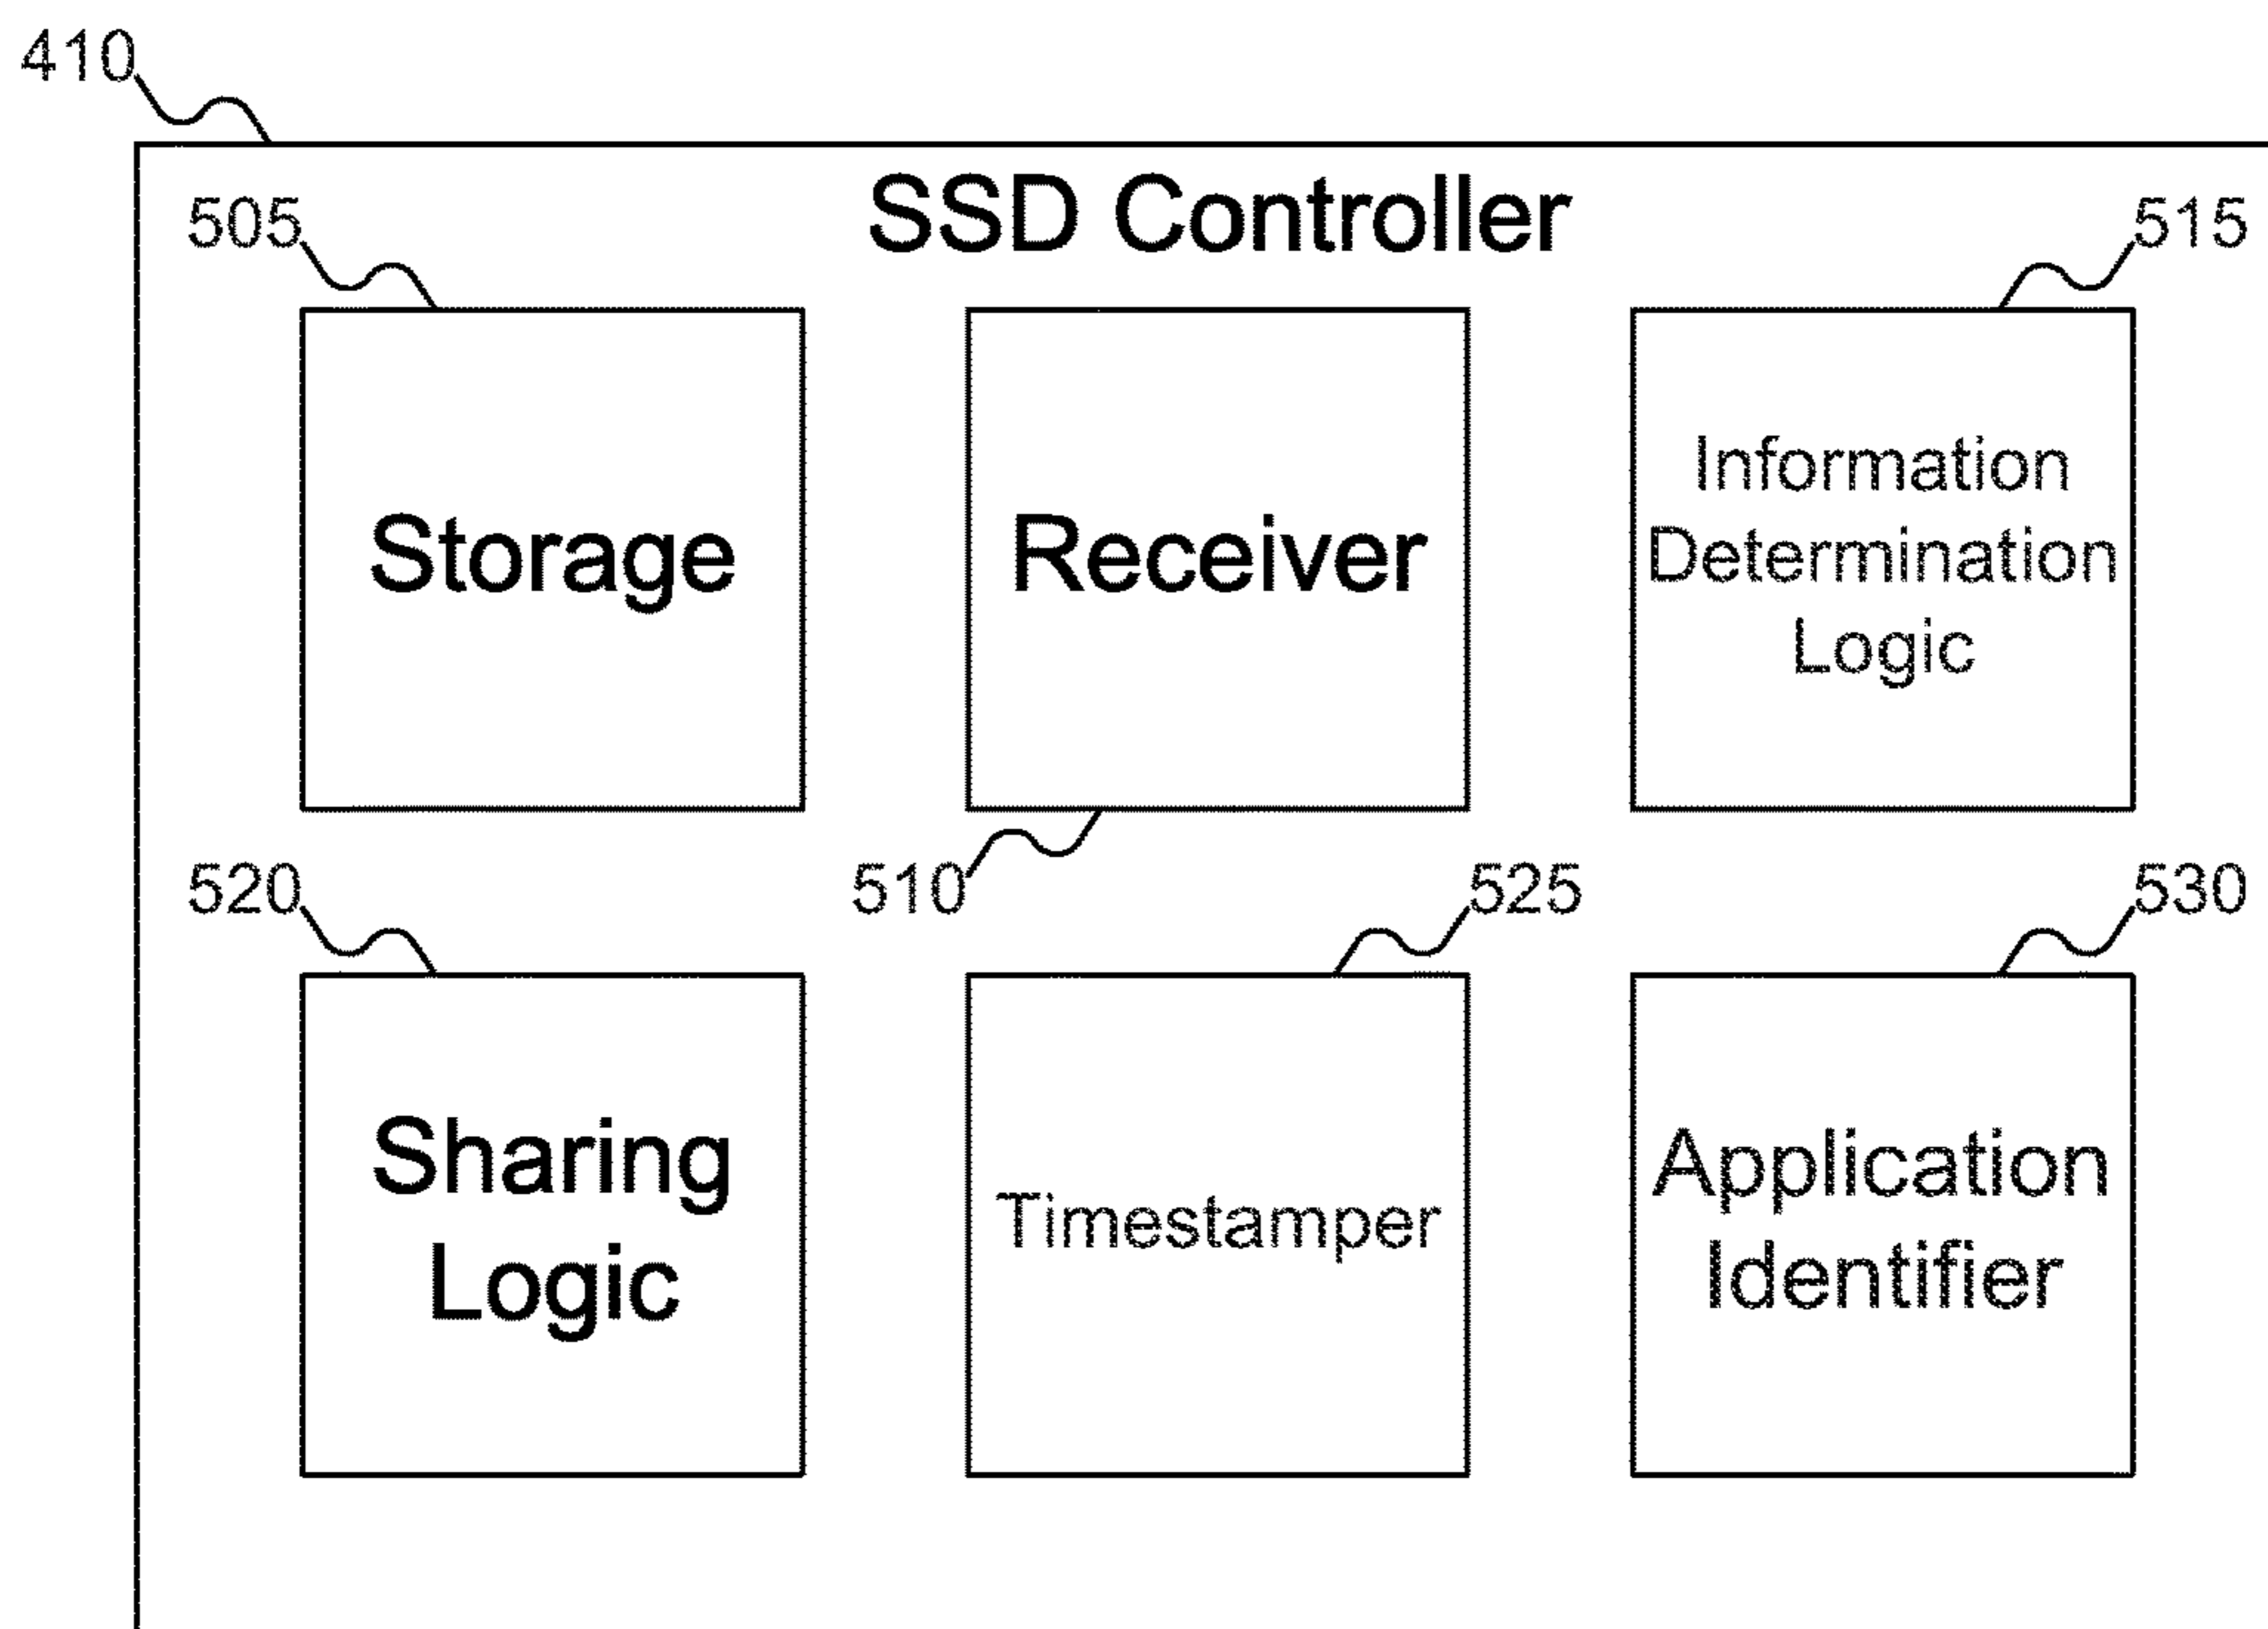 410
SSD Controller
505
515
Storage
Receiver
Information
Determination
Logic
510
520
525
530
Sharing
Logic
Timestamper
Application
Identifier